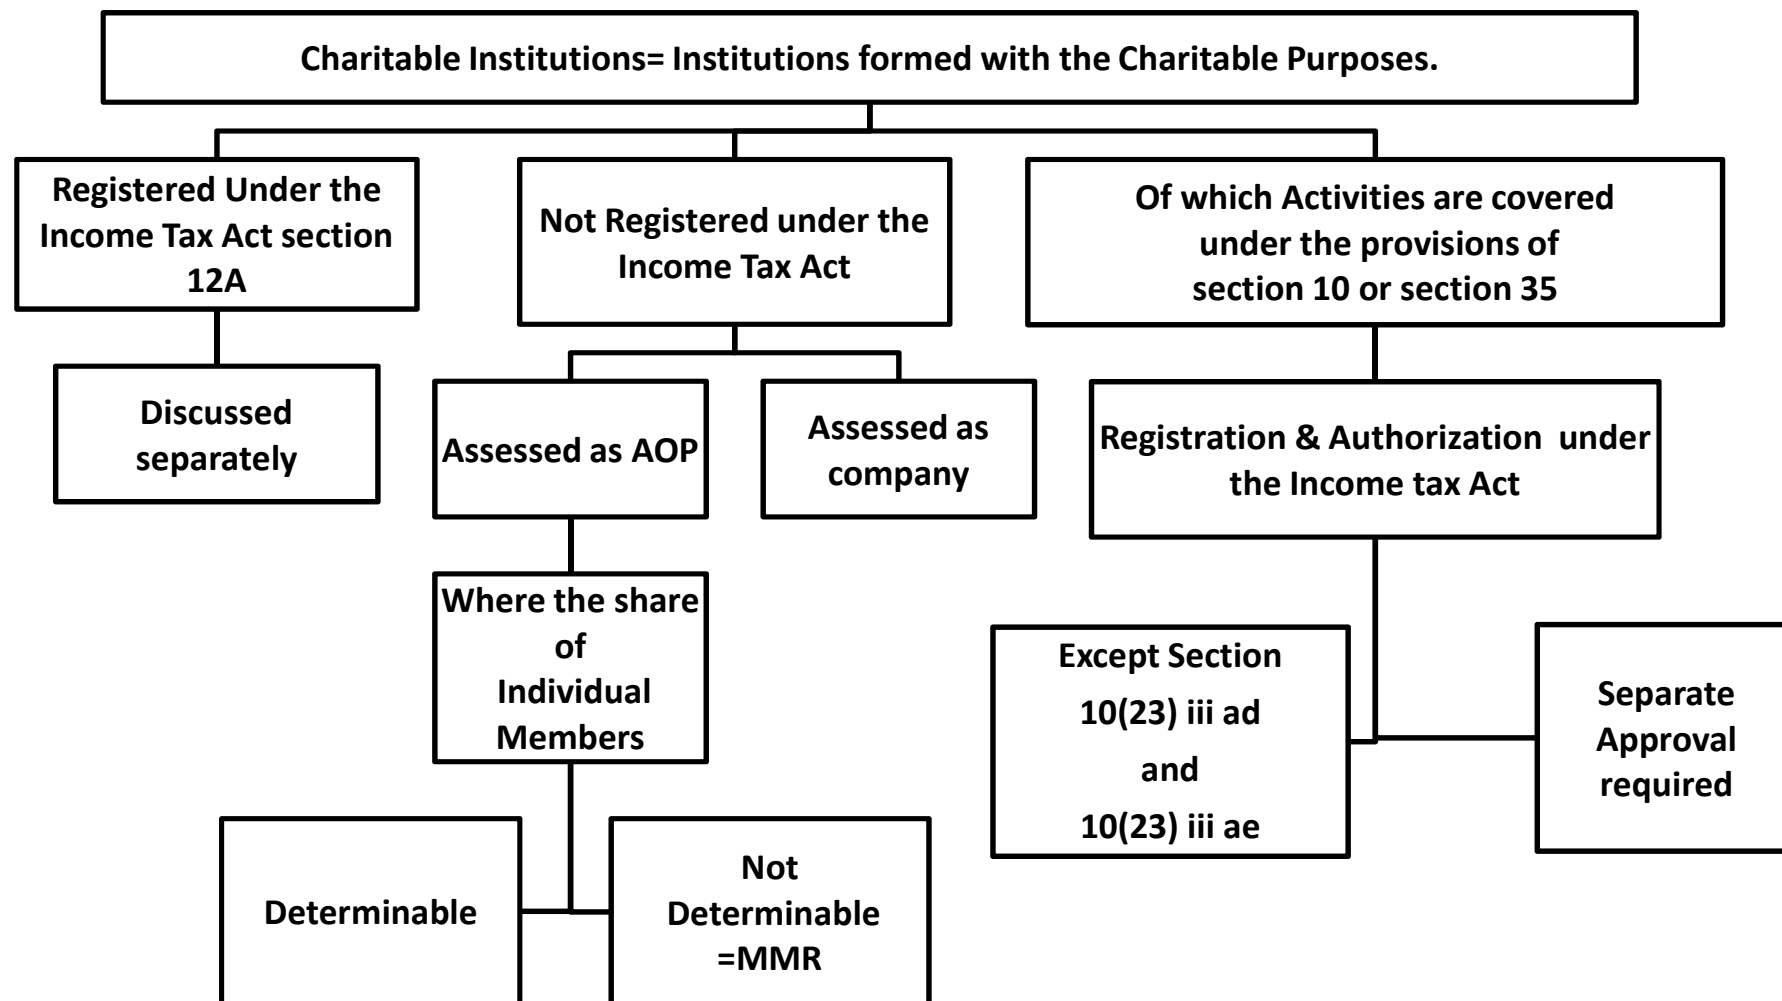 Charitable Institutions= Institutions formed with the Charitable Purposes.
Registered Under the
Income Tax Act section
12A
Not Registered under the
Income Tax Act
Of which Activities are covered
under the provisions of
section 10 or section 35
Discussed
separately
Assessed as AOP
Assessed as
company
Registration & Authorization  under
the Income tax Act
Where the share
of
Individual
Members
Except Section
10(23) iii ad
and
10(23) iii ae
Separate
Approval
required
Determinable
Not
Determinable
=MMR